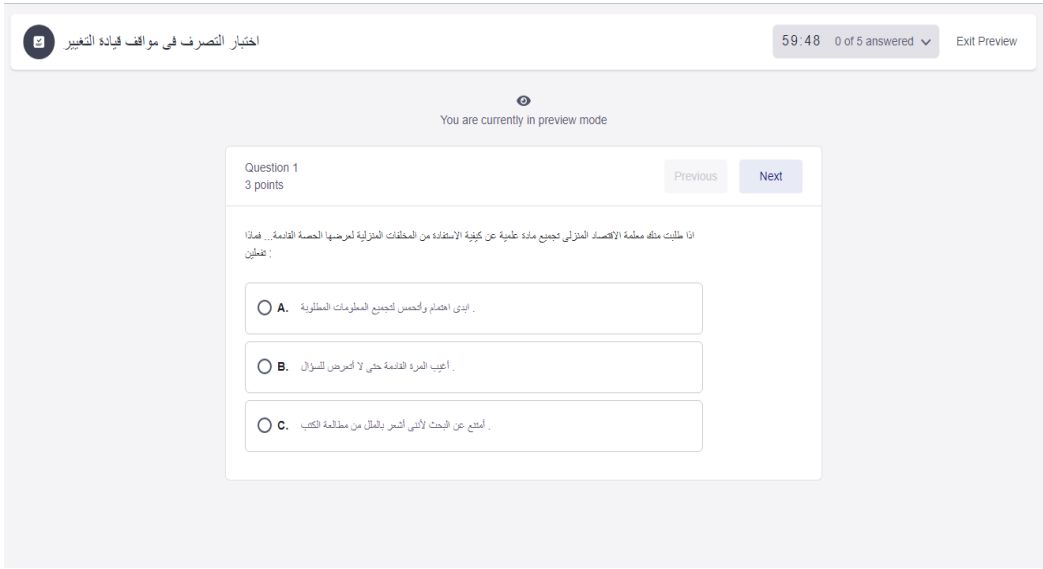 اختبار التصرف فى مواقف قيادة التغيير
59:48 0 of 5 answered
Exit Preview
You are currently in preview mode
Question 1
3 points
Previous
Next
اذا طلبت منك معلمة الاقتصاد المنزلى تجميع مادة علمية عن كيفية الاستفادة من المخلفات المنزلية لعرضها الحصة القادمة... فماذا
: تفعلين
A. ابدى اهتمام وأتحمس لتجميع المعلومات المطلوبة .
B. أغيب المرة القادمة حتى لا أتعرض للسؤال .
C. أمتنع عن البحث لأننى أشعر بالملل من مطالعة الكتب .